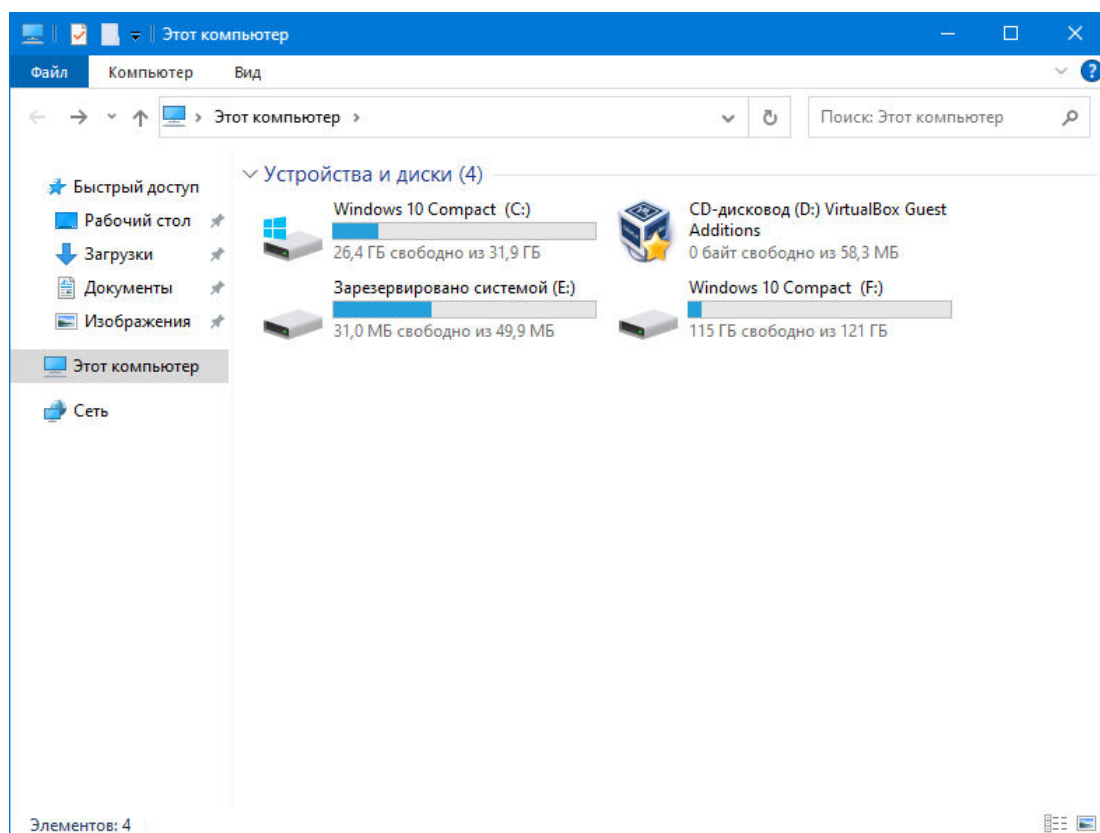 Этот компьютер
Файл Компьютер Вид
Этот компьютер
Поиск: Этот компьютер
Быстрый доступ
Рабочий стол
Загрузки
Документы
Изображения
Этот компьютер
Сеть
Устройства и диски (4)
Windows 10 Compact (C:)
26,4 ГБ свободно из 31,9 ГБ
CD-дисковод (D:) VirtualBox Guest
Additions
0 байт свободно из 58,3 МБ
Зарезервировано системой (E:)
31,0 МБ свободно из 49,9 МБ
Windows 10 Compact (F:)
115 ГБ свободно из 121 ГБ
Элементов: 4